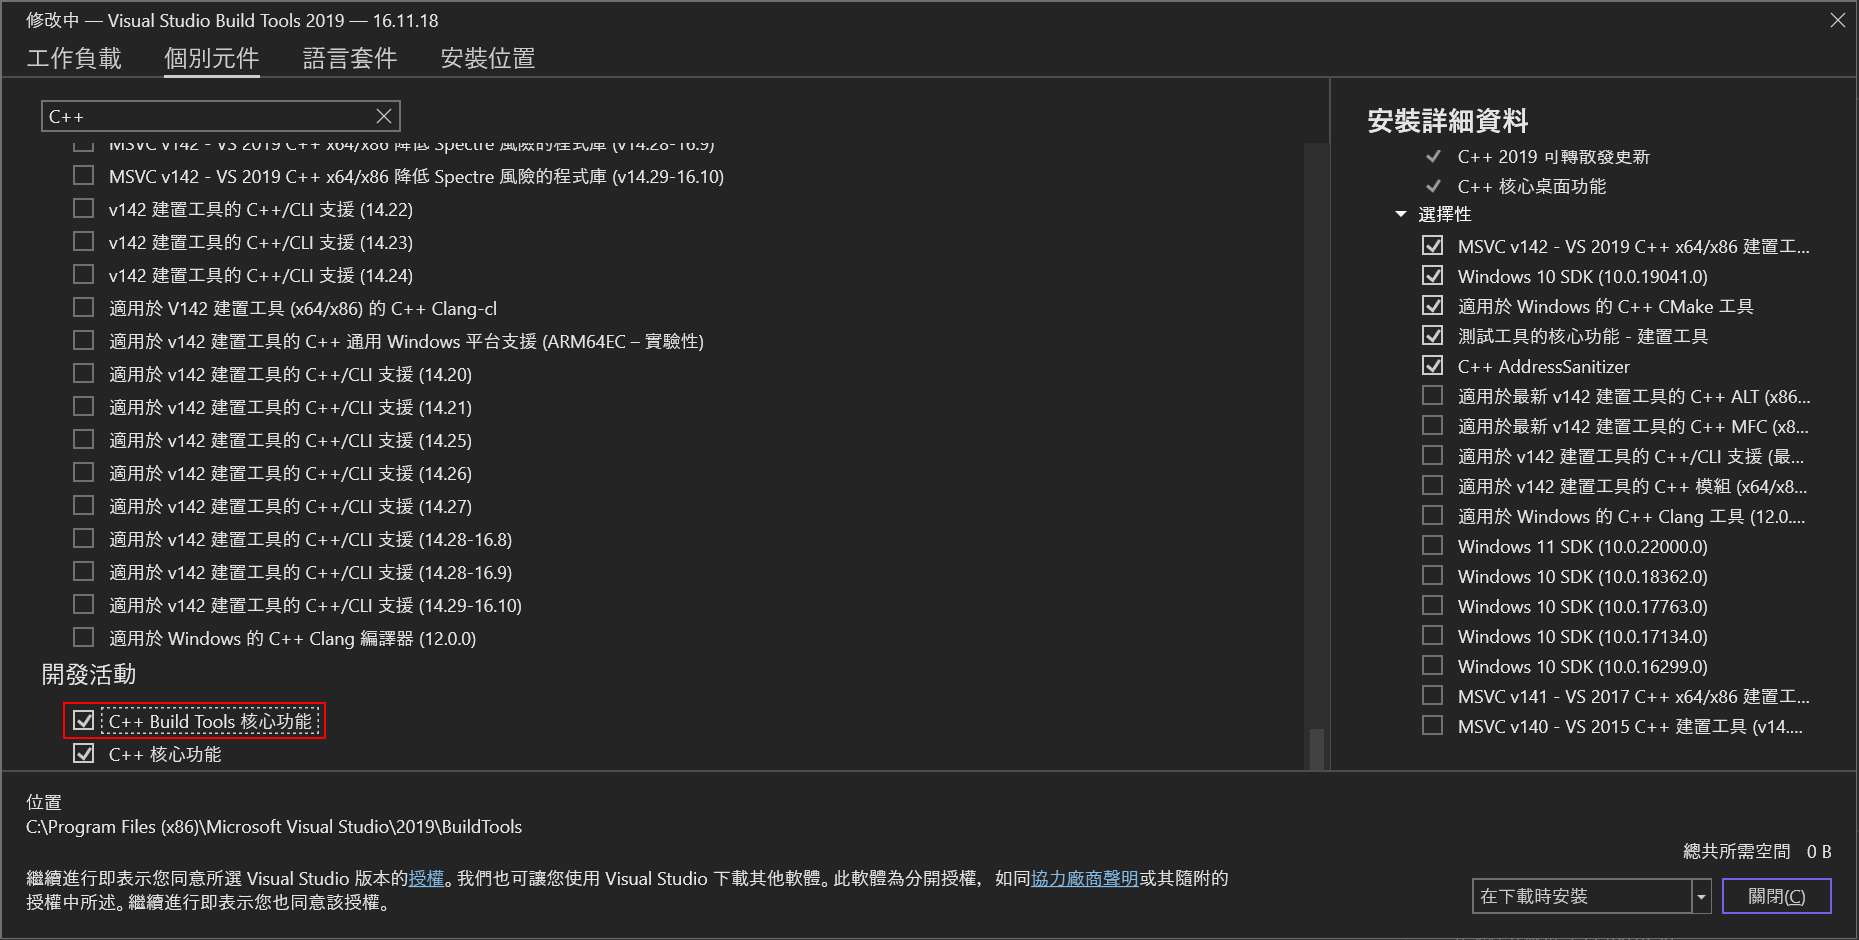 修改中 — Visual Studio Build Tools 2019 — 16.11.18
工作負載
個別元件
語言套件
安裝位置
C++
MSVC v142 - VS 2019 C++ x64/x86 降低 Spectre 風險的程式庫 (v14.28-16.9)
MSVC v142 - VS 2019 C++ x64/x86 降低 Spectre 風險的程式庫 (v14.29-16.10)
v142 建置工具的 C++/CLI 支援 (14.22)
v142 建置工具的 C++/CLI 支援 (14.23)
v142 建置工具的 C++/CLI 支援 (14.24)
適用於 V142 建置工具 (x64/x86) 的 C++ Clang-cl
適用於 v142 建置工具的 C++ 通用 Windows 平台支援 (ARM64EC – 實驗性)
適用於 v142 建置工具的 C++/CLI 支援 (14.20)
適用於 v142 建置工具的 C++/CLI 支援 (14.21)
適用於 v142 建置工具的 C++/CLI 支援 (14.25)
適用於 v142 建置工具的 C++/CLI 支援 (14.26)
適用於 v142 建置工具的 C++/CLI 支援 (14.27)
適用於 v142 建置工具的 C++/CLI 支援 (14.28-16.8)
適用於 v142 建置工具的 C++/CLI 支援 (14.28-16.9)
適用於 v142 建置工具的 C++/CLI 支援 (14.29-16.10)
適用於 Windows 的 C++ Clang 編譯器 (12.0.0)
開發活動
C++ Build Tools 核心功能
C++ 核心功能
安裝詳細資料
C++ 2019 可轉散發更新
C++ 核心桌面功能
選擇性
MSVC v142 - VS 2019 C++ x64/x86 建置工...
Windows 10 SDK (10.0.19041.0)
適用於 Windows 的 C++ CMake 工具
測試工具的核心功能 - 建置工具
C++ AddressSanitizer
適用於最新 v142 建置工具的 C++ ALT (x86...
適用於最新 v142 建置工具的 C++ MFC (x8...
適用於 v142 建置工具的 C++/CLI 支援 (最...
適用於 v142 建置工具的 C++ 模組 (x64/x8...
適用於 Windows 的 C++ Clang 工具 (12.0....
Windows 11 SDK (10.0.22000.0)
Windows 10 SDK (10.0.18362.0)
Windows 10 SDK (10.0.17763.0)
Windows 10 SDK (10.0.17134.0)
Windows 10 SDK (10.0.16299.0)
MSVC v141 - VS 2017 C++ x64/x86 建置工...
MSVC v140 - VS 2015 C++ 建置工具 (v14....
位置
C:\Program Files (x86)\Microsoft Visual Studio\2019\BuildTools
繼續進行即表示您同意所選 Visual Studio 版本的授權。我們也可讓您使用 Visual Studio 下載其他軟體。此軟體為分開授權，如同協力廠商聲明或其隨附的
授權中所述。繼續進行即表示您也同意該授權。
總共所需空間 0 B
在下載時安裝
關閉(C)